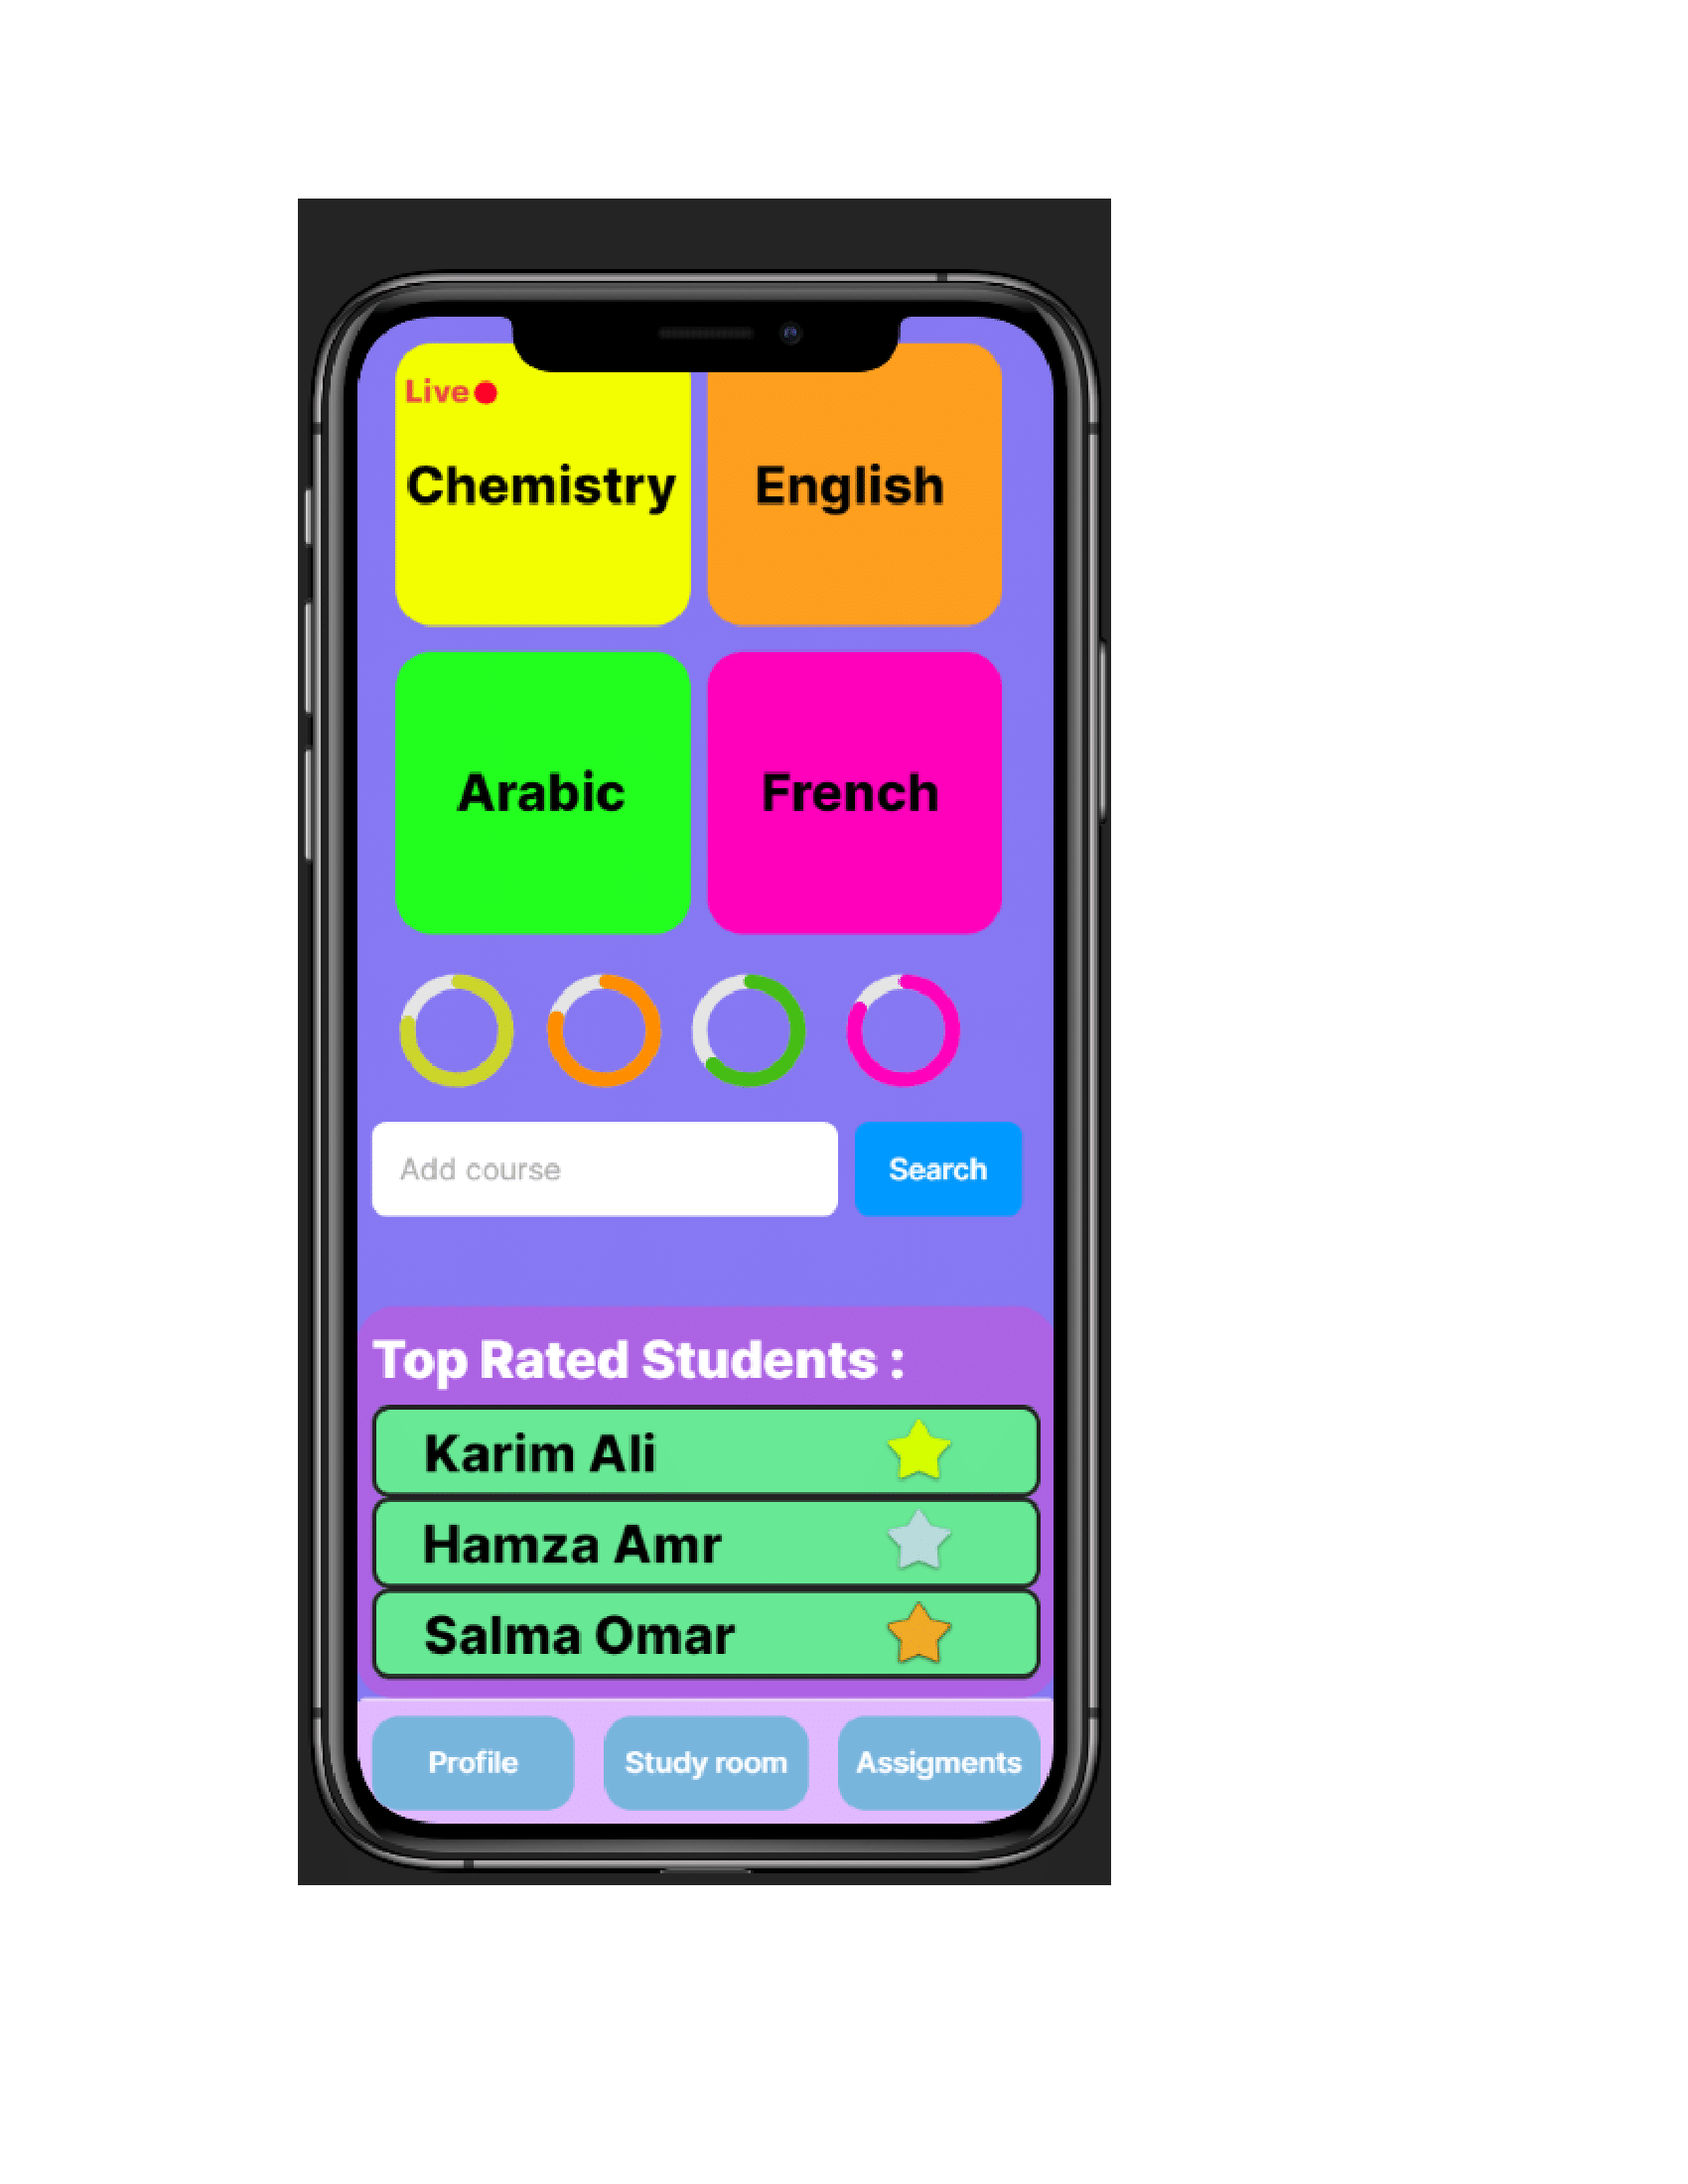 Live
Chemistry
English
Arabic
French
Add course
Search
Top Rated Students :
Karim Ali
Hamza Amr
Salma Omar
Profile
Study room
Assigments